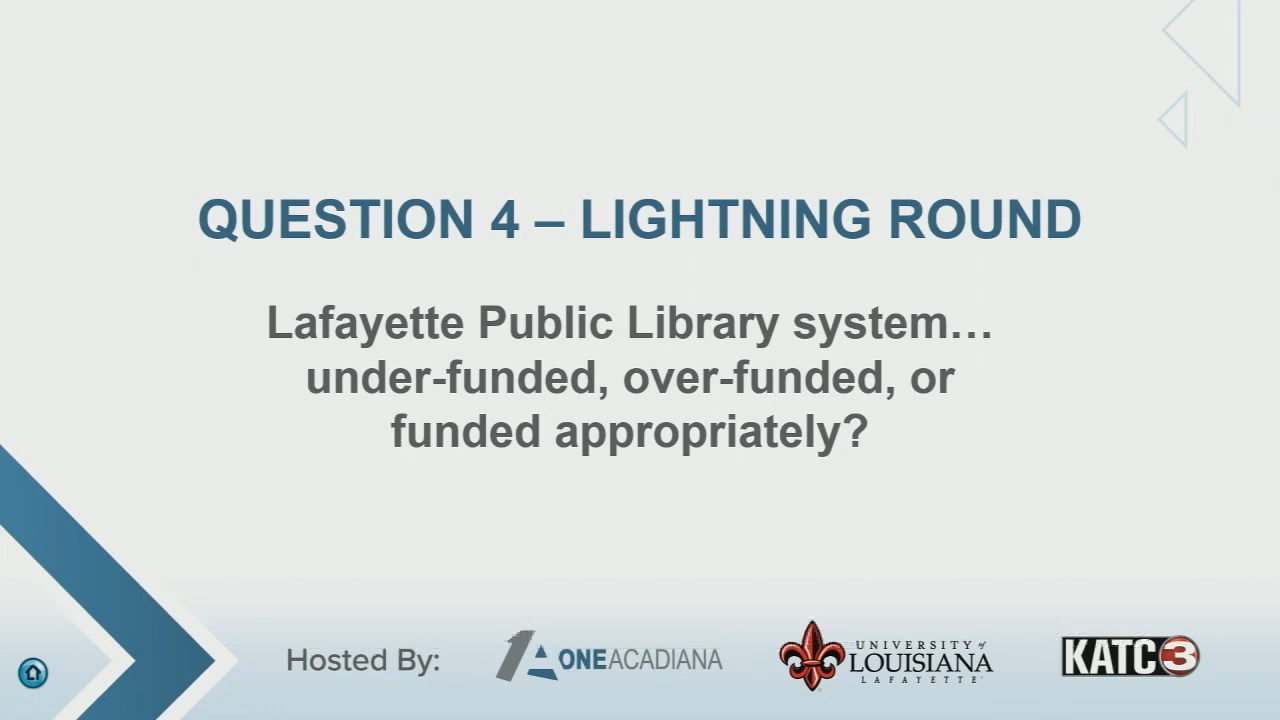 QUESTION 4 – LIGHTNING ROUND
Lafayette Public Library system…
under-funded, over-funded, or
funded appropriately?
Hosted By:
1A ONEACADIANA
UNIVERSITY of
LOUISIANA
LAFAYETTE
KATC3